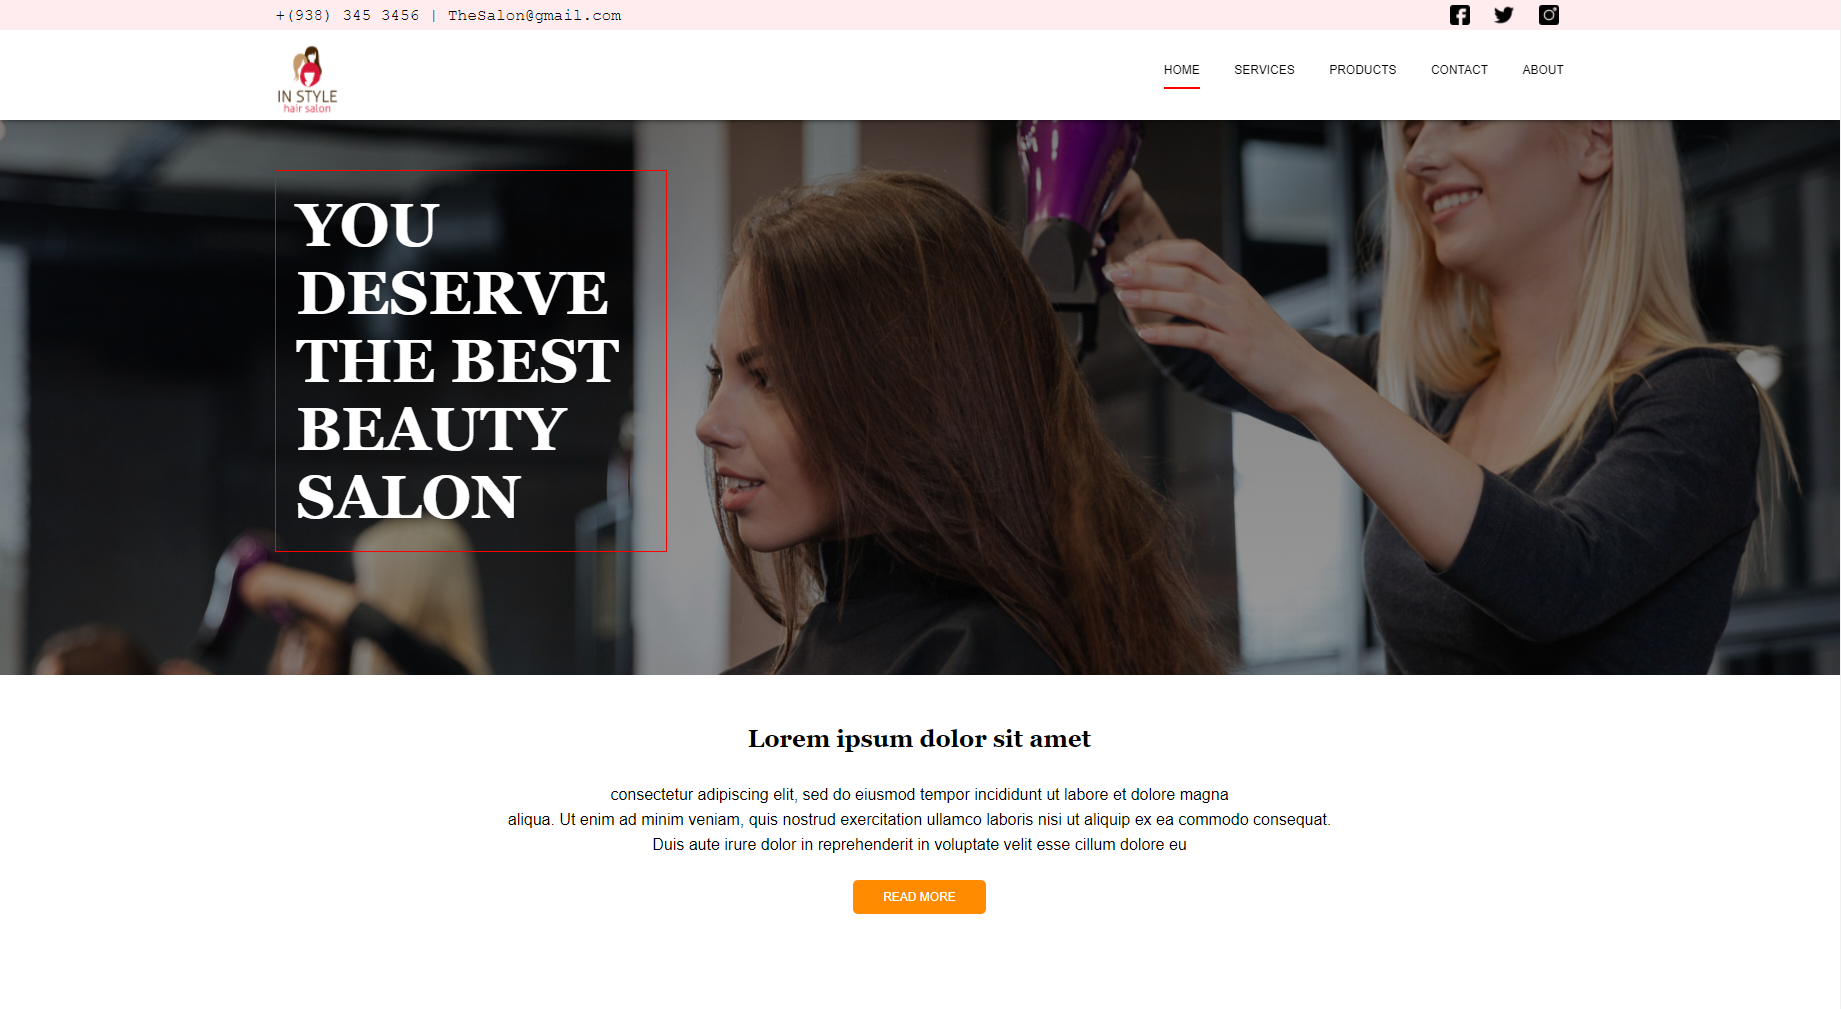 +(938) 345 3456 | TheSalon@gmail.com
IN STYLE
hair salon
HOME SERVICES PRODUCTS CONTACT ABOUT
YOU
DESERVE
THE BEST
BEAUTY
SALON
Lorem ipsum dolor sit amet
consectetur adipiscing elit, sed do eiusmod tempor incididunt ut labore et dolore magna
aliqua. Ut enim ad minim veniam, quis nostrud exercitation ullamco laboris nisi ut aliquip ex ea commodo consequat.
Duis aute irure dolor in reprehenderit in voluptate velit esse cillum dolore eu
READ MORE